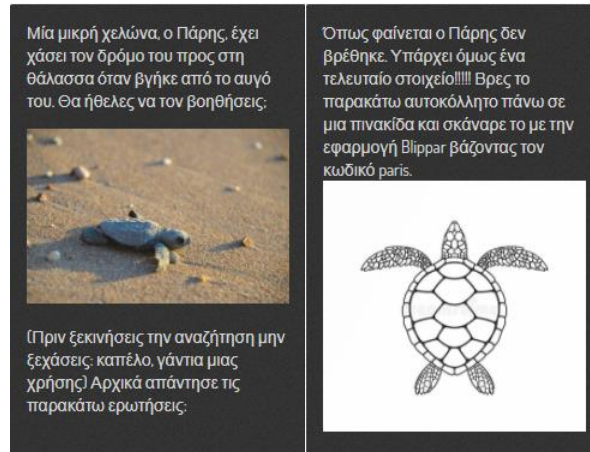 Μία μικρή χελώνα, ο Πάρης, έχει
χάσει τον δρόμο του προς στη
θάλασσα όταν βγήκε από το αυγό
του. Θα ήθελες να τον βοηθήσεις;
(Πριν ξεκινήσεις την αναζήτηση μην
ξεχάσεις: καπέλο, γάντια μιας
χρήσης) Αρχικά απάντησε τις
παρακάτω ερωτήσεις:
Όπως φαίνεται ο Πάρης δεν
βρέθηκε. Υπάρχει όμως ένα
τελευταίο στοιχείο!!!!! Βρες το
παρακάτω αυτοκόλλητο πάνω σε
μια πινακίδα και σκάναρε το με την
εφαρμογή Blippar βάζοντας τον
κωδικό paris.